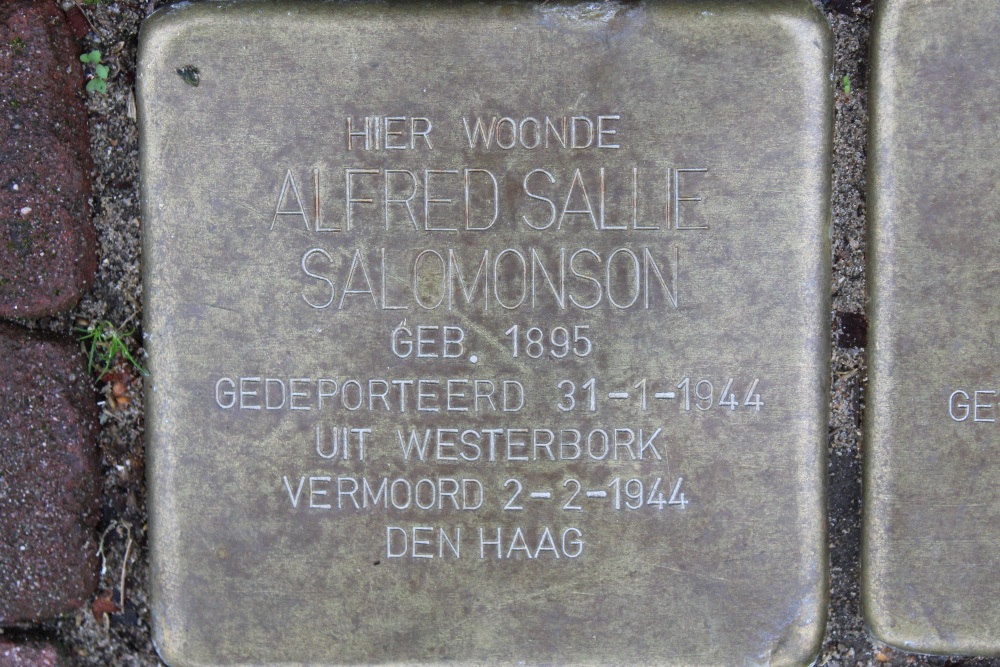 HIER WOONDE
ALFRED SALLIE
SALOMONSON
GEB. 1895
GEDEPORTEERD 31-1-1944
UIT WESTERBORK
VERMOORD 2-2-1944
DEN HAAG
GE